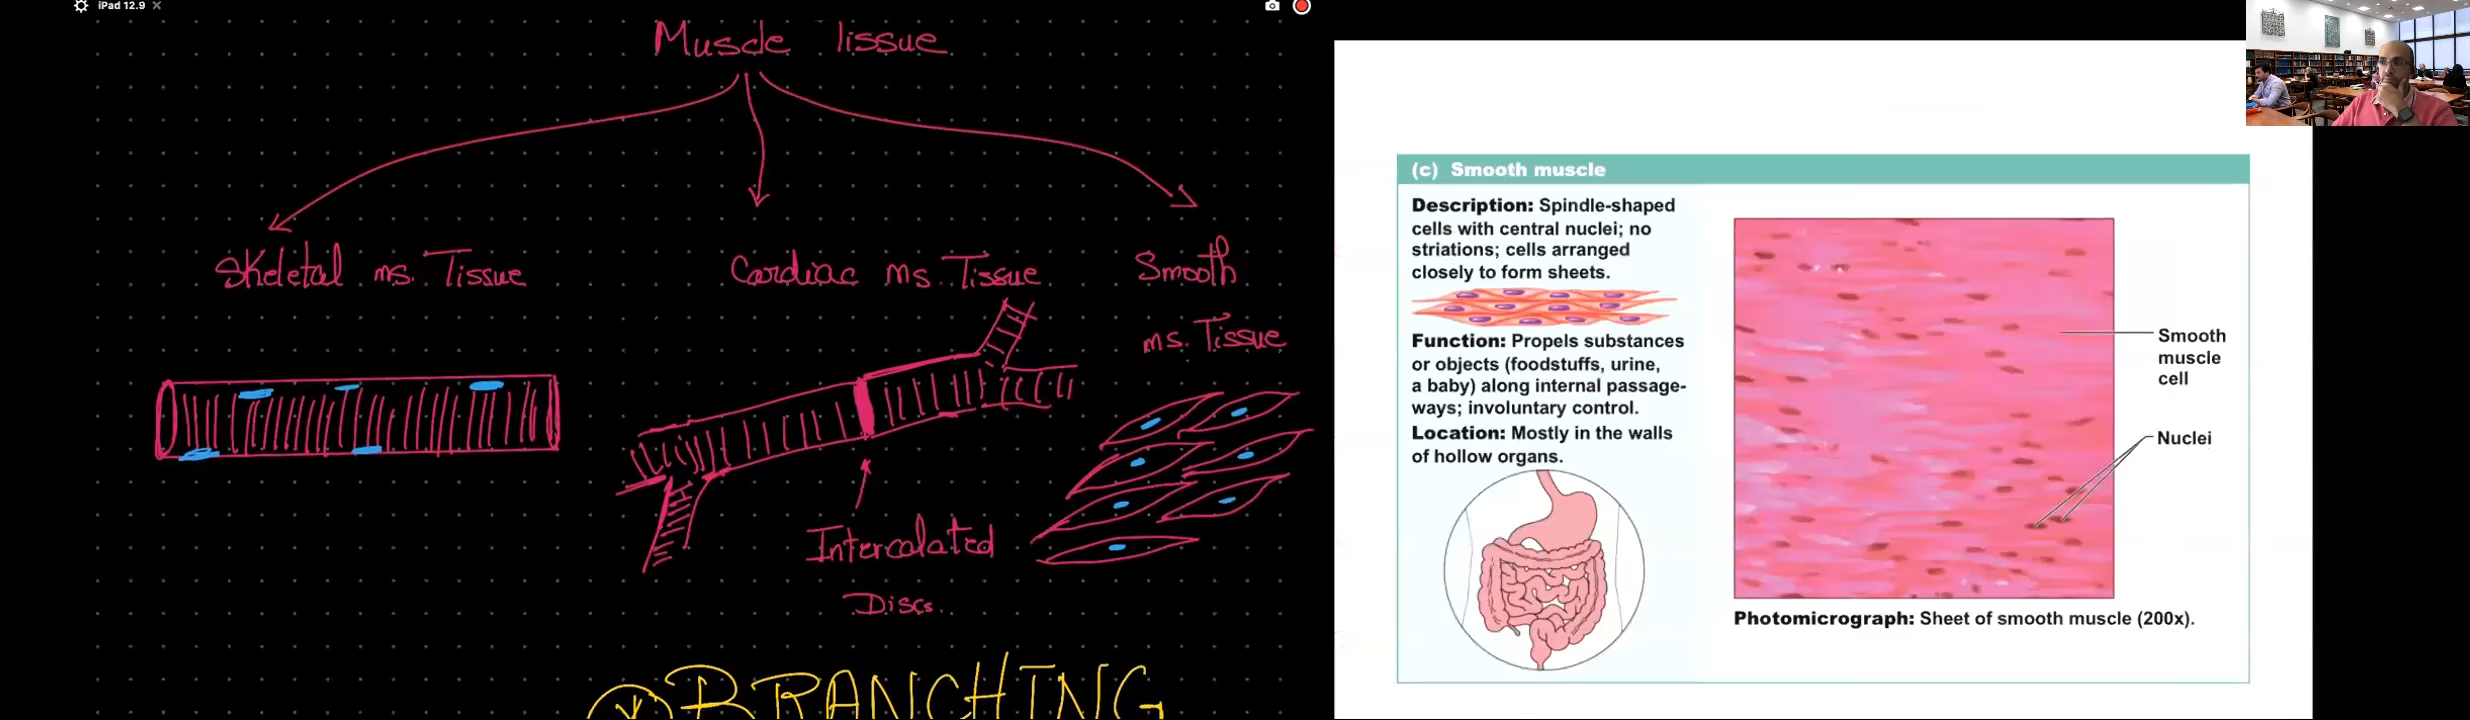 iPad 12.9
Muscle Tissue
Skeletal ms. Tissue
Cardiac ms. Tissue
Smooth
ms. Tissue
Intercalated
Discs.
BRANCHING
(c) Smooth muscle
Description: Spindle-shaped
cells with central nuclei; no
striations; cells arranged
closely to form sheets.
Function: Propels substances
or objects (foodstuffs, urine,
a baby) along internal passage-
ways; involuntary control.
Location: Mostly in the walls
of hollow organs.
Smooth
muscle
cell
Nuclei
Photomicrograph: Sheet of smooth muscle (200x).